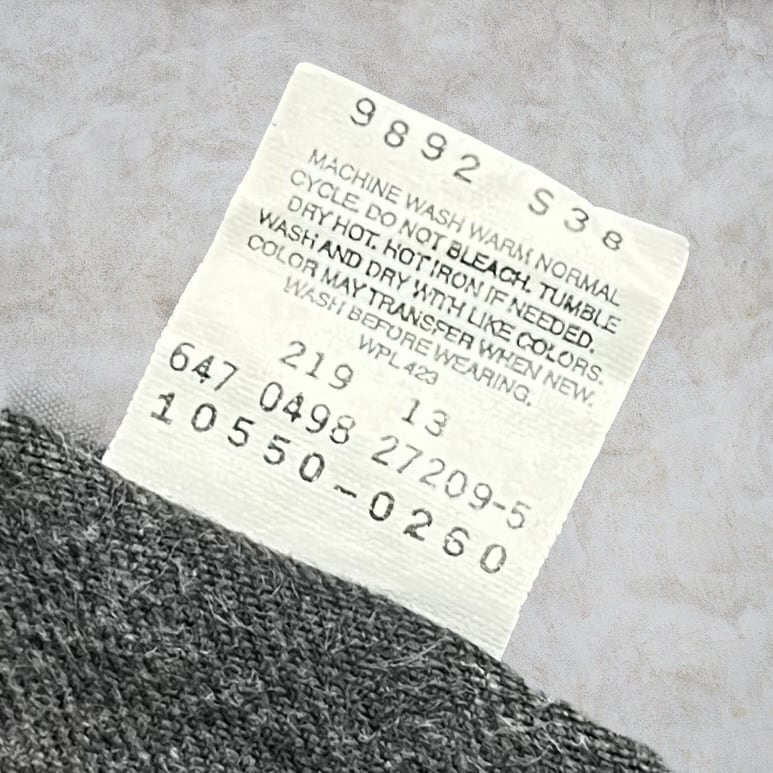 9892 S38
MACHINE WASH WARM NORMAL
CYCLE. DO NOT BLEACH. TUMBLE
DRY HOT. HOT IRON IF NEEDED.
WASH AND DRY WITH LIKE COLORS.
COLOR MAY TRANSFER WHEN NEW.
WASH BEFORE WEARING.
WPL 423
219 13
647 0498 27209-5
10550-0260